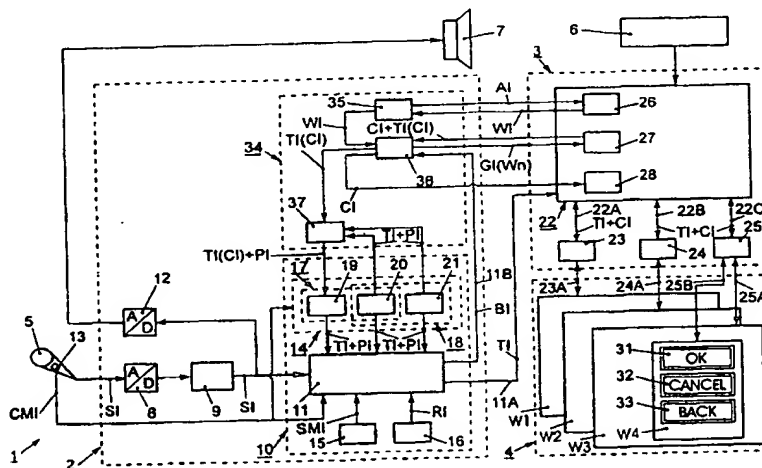 7
6
3
35
AI
26
WI
WI
CI+TI(CI)
27
34
TI(CI)
38
GI(Wn)
28
CI
22
22A
22B
22C
TI+CI
TI+CI
TI+CI
37
TI+PI
11B
23
24
25
TI(CI)+PI
17
19
20
21
BI
23A
24A
25B
25A
12
A
D
14
TI+PI
TI+PI
18
TI
5
13
31
OK
A
D
9
SI
11
11A
32
CANCEL
SI
8
33
BACK
CMI
SMI
RI
W1
W4
1
2
10
15
16
W2
W3
4